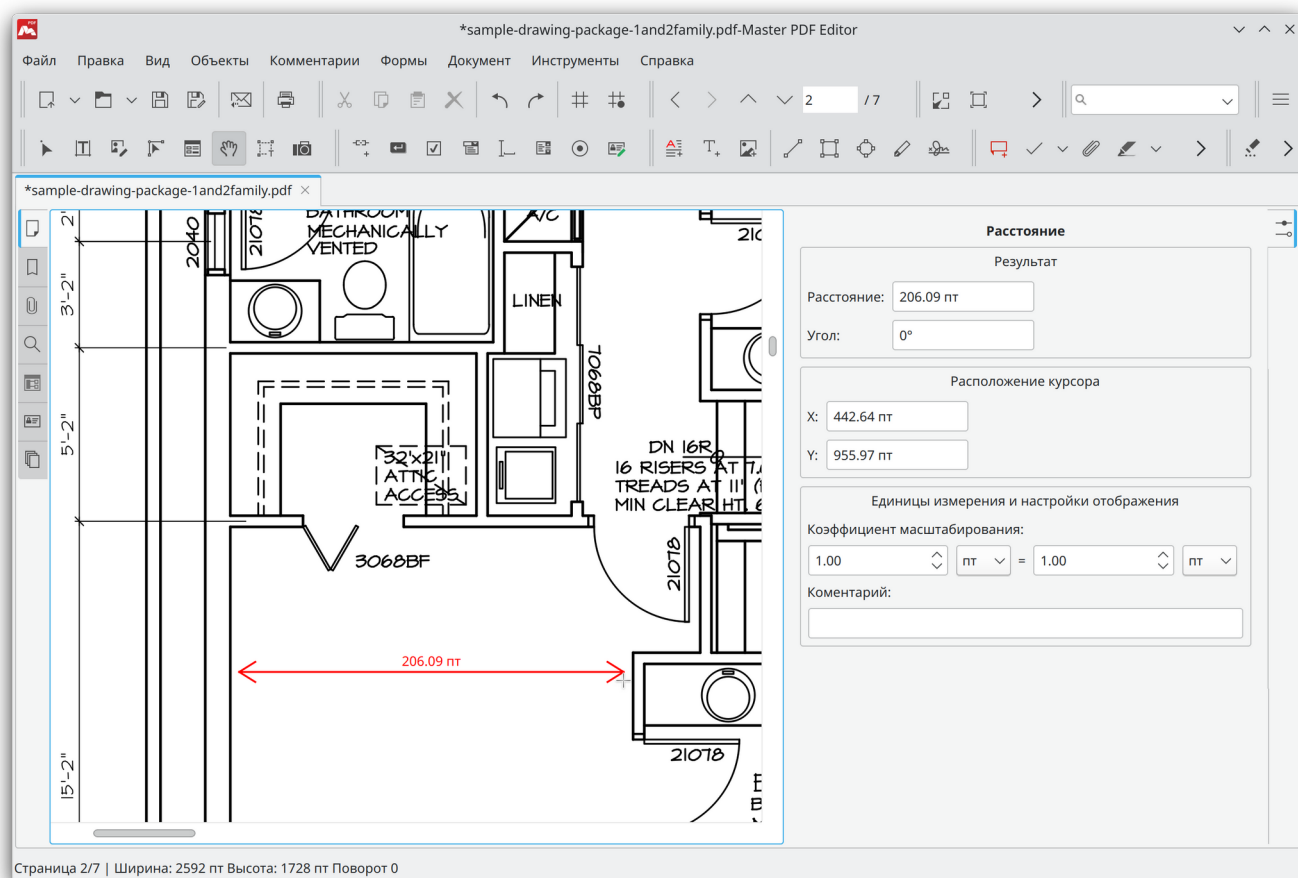 *sample-drawing-package-1and2family.pdf-Master PDF Editor
Файл Правка Вид Объекты Комментарии Формы Документ Инструменты Справка
2 / 7
*sample-drawing-package-1and2family.pdf
BATHROOM
MECHANICALLY
VENTED
2040
21078
A/C
3'-2"
LINEN
7068BP
5'-2"
32"x21"
ATTIC
ACCESS
DN 16R
16 RISERS AT 7.
TREADS AT 11" (
MIN CLEAR HT. 6
3068BF
21078
206.09 пт
21078
15'-2"
Расстояние
Результат
Расстояние: 206.09 пт
Угол: 0°
Расположение курсора
X: 442.64 пт
Y: 955.97 пт
Единицы измерения и настройки отображения
Коэффициент масштабирования:
1.00 пт = 1.00 пт
Коментарий:
Страница 2/7 | Ширина: 2592 пт Высота: 1728 пт Поворот 0